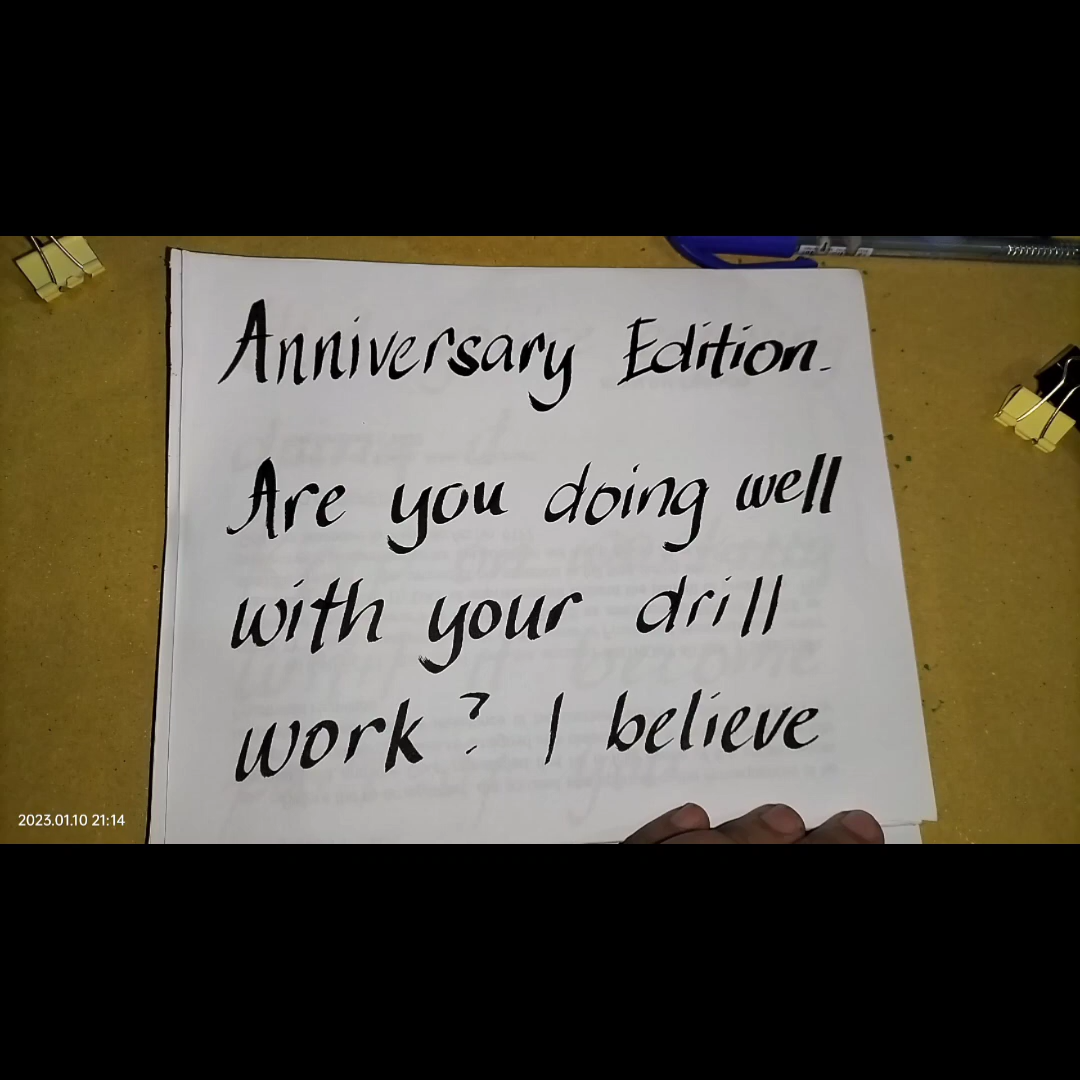 Anniversary Edition.
Are you doing well
with your drill
work? I believe
2023.01.10 21:14